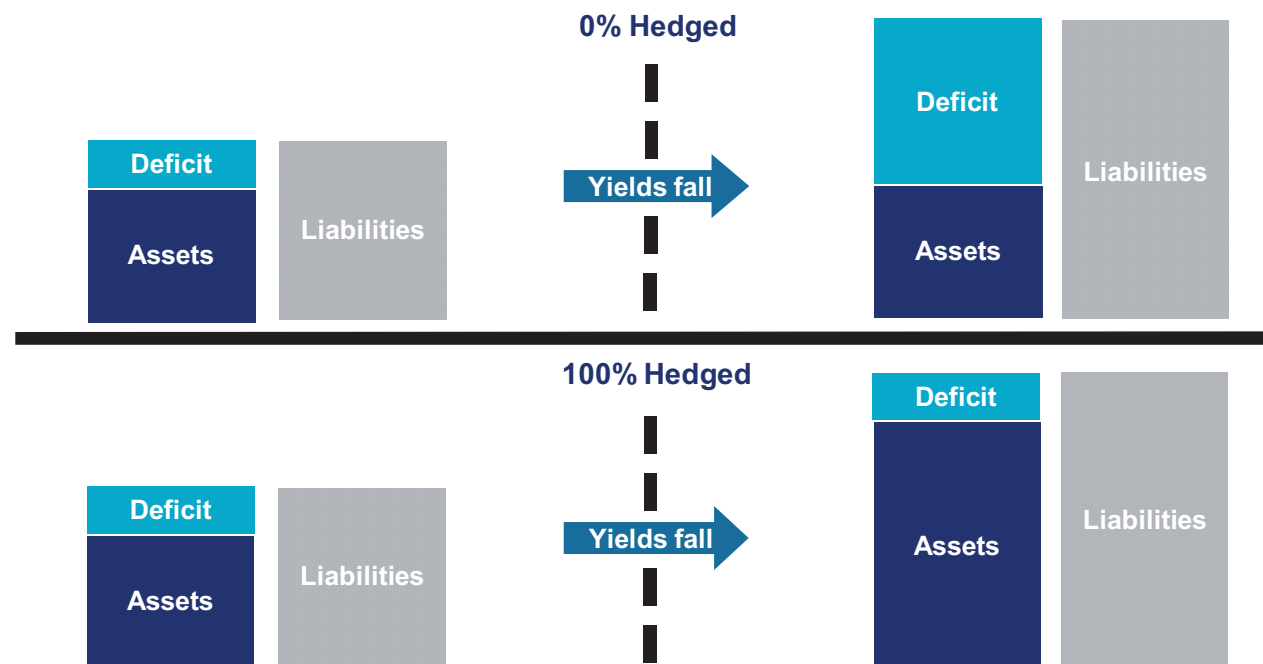 0% Hedged
Deficit
Assets
Liabilities
Yields fall
Deficit
Assets
Liabilities
100% Hedged
Deficit
Assets
Liabilities
Yields fall
Deficit
Assets
Liabilities